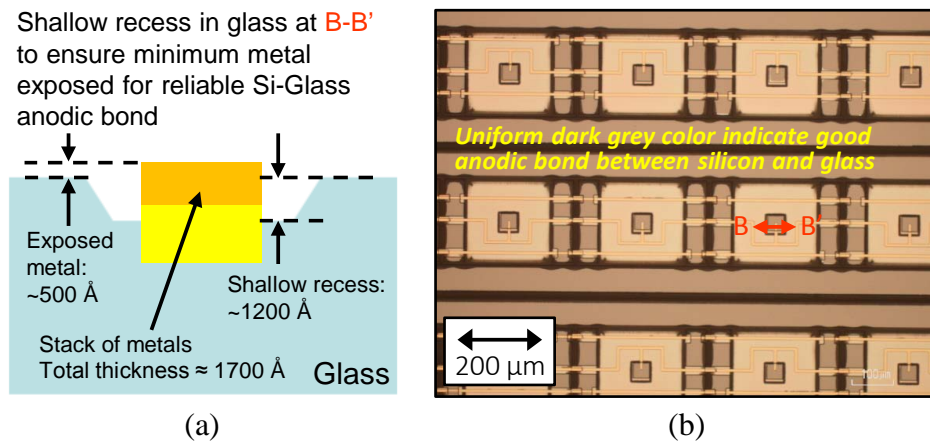 Shallow recess in glass at B-B’
to ensure minimum metal
exposed for reliable Si-Glass
anodic bond
Exposed
metal:
~500 Å
Shallow recess:
~1200 Å
Stack of metals
Total thickness ≈ 1700 Å
Glass
(a)
Uniform dark grey color indicate good
anodic bond between silicon and glass
B B’
200 μm
100μm
(b)